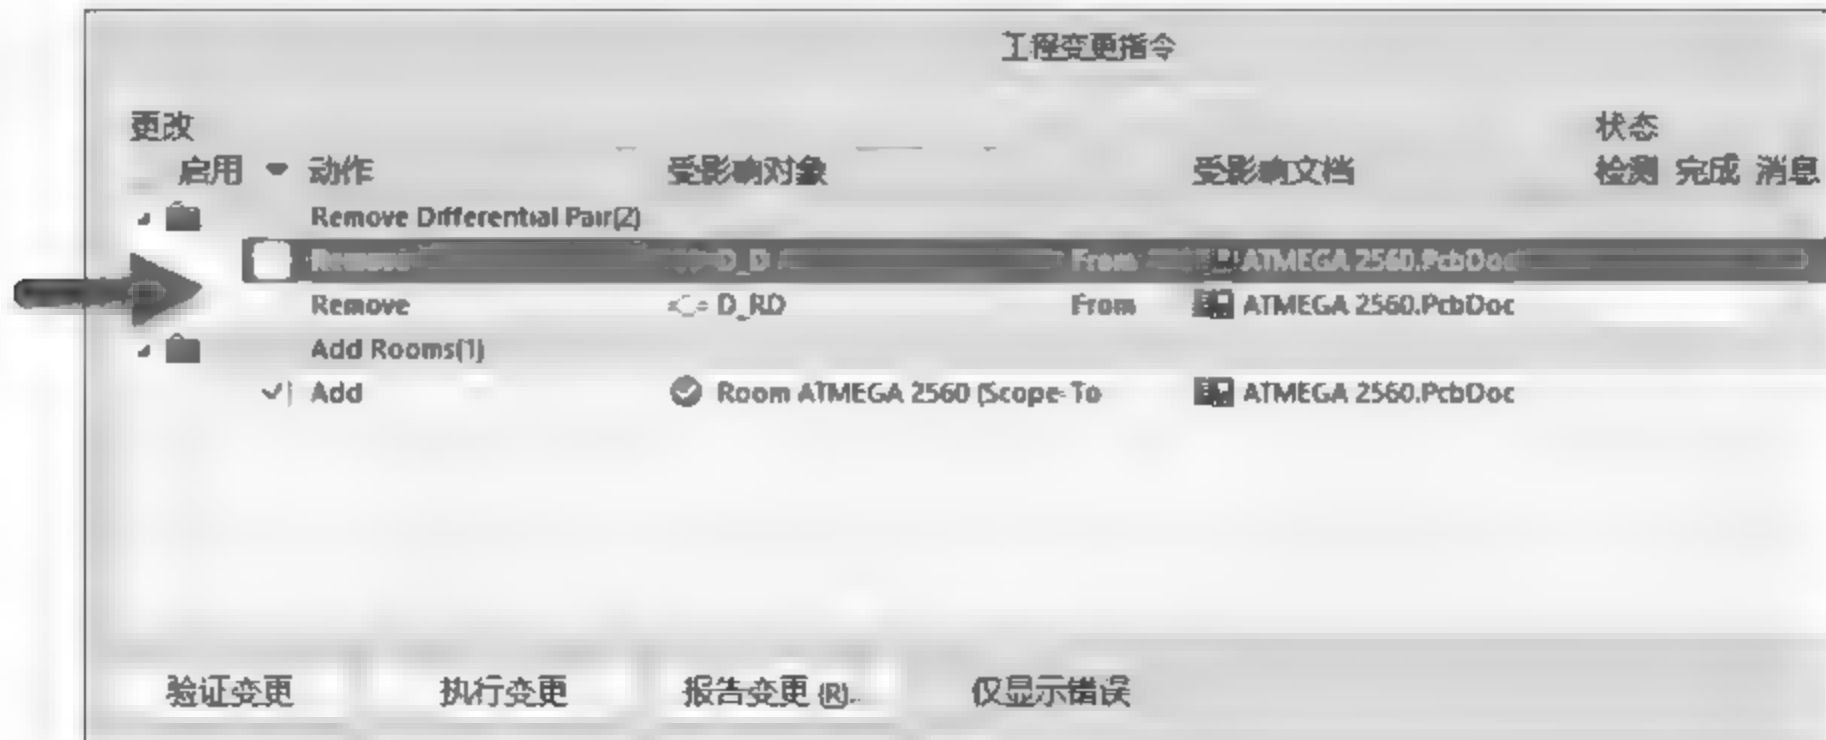 工程变更指令
更改 状态
启用 动作 受影响对象 受影响文档 检测 完成 消息
Remove Differential Pair(2)
Remove D_D From ATMEGA 2560.PcbDoc
Remove D_RD From ATMEGA 2560.PcbDoc
Add Rooms(1)
Add Room ATMEGA 2560 (Scope- To ATMEGA 2560.PcbDoc
验证变更 执行变更 报告变更 (R)... 仅显示错误